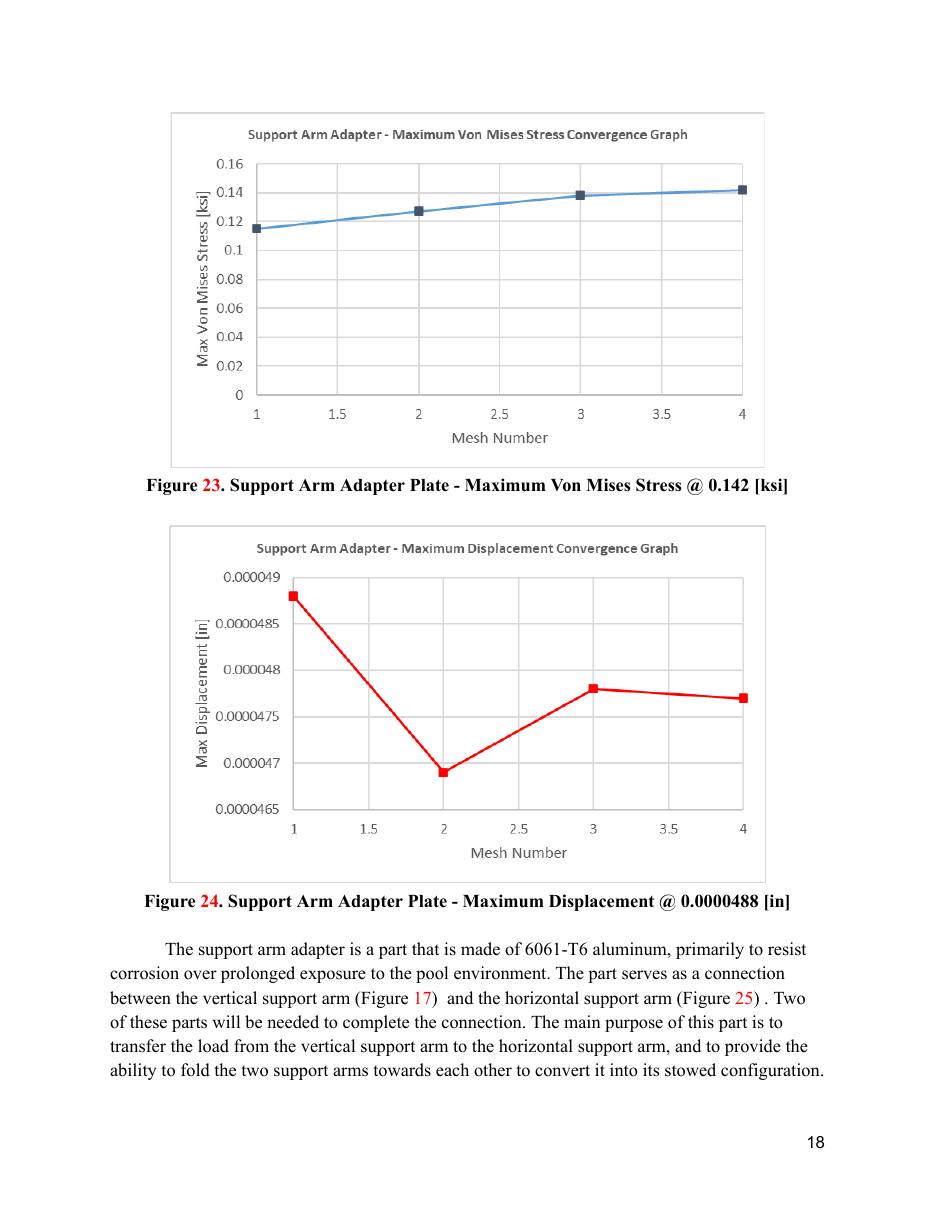 Support Arm Adapter - Maximum Von Mises Stress Convergence Graph
Max Von Mises Stress [ksi]
0.16
0.14
0.12
0.1
0.08
0.06
0.04
0.02
0
1 1.5 2 2.5 3 3.5 4
Mesh Number
Figure 23. Support Arm Adapter Plate - Maximum Von Mises Stress @ 0.142 [ksi]
Support Arm Adapter - Maximum Displacement Convergence Graph
Max Displacement [in]
0.000049
0.0000485
0.000048
0.0000475
0.000047
0.0000465
1 1.5 2 2.5 3 3.5 4
Mesh Number
Figure 24. Support Arm Adapter Plate - Maximum Displacement @ 0.0000488 [in]
The support arm adapter is a part that is made of 6061-T6 aluminum, primarily to resist
corrosion over prolonged exposure to the pool environment. The part serves as a connection
between the vertical support arm (Figure 17)  and the horizontal support arm (Figure 25) . Two
of these parts will be needed to complete the connection. The main purpose of this part is to
transfer the load from the vertical support arm to the horizontal support arm, and to provide the
ability to fold the two support arms towards each other to convert it into its stowed configuration.
18